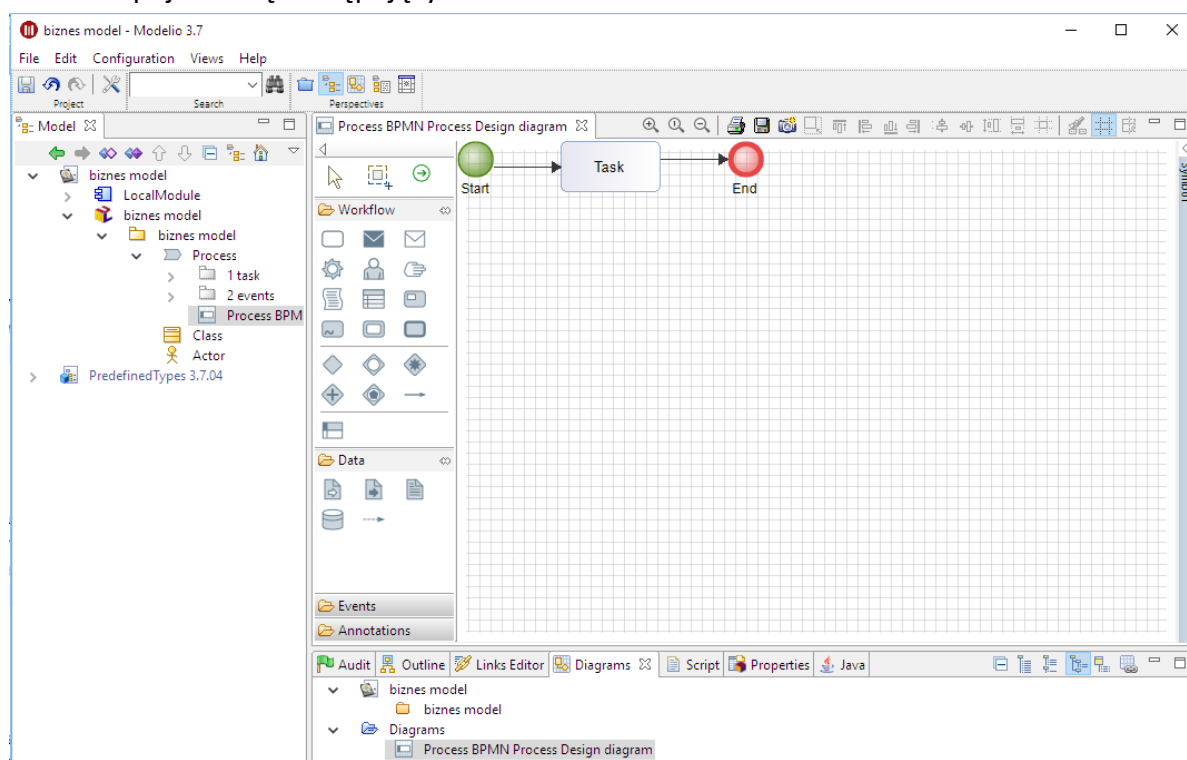 biznes model - Modelio 3.7
File Edit Configuration Views Help
Project Search Perspectives
Model
Process BPMN Process Design diagram
biznes model
LocalModule
biznes model
biznes model
Process
1 task
2 events
Process BPM
Class
Actor
PredefinedTypes 3.7.04
Workflow
Data
Events
Annotations
Start
Task
End
Audit Outline Links Editor Diagrams Script Properties Java
biznes model
biznes model
Diagrams
Process BPMN Process Design diagram